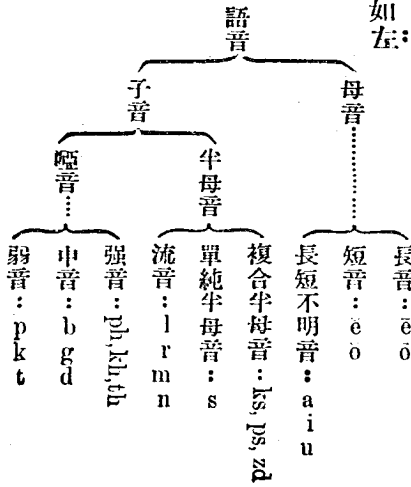 如左:
語音
母音……
子音
半母音
啞音…
長音:ē ō
短音:ĕ ŏ
長短不明音:a i u
複合半母音:ks, ps, zd
單純半母音:s
流音:l r m n
强音:ph, kh, th
中音:b g d
弱音:p k t